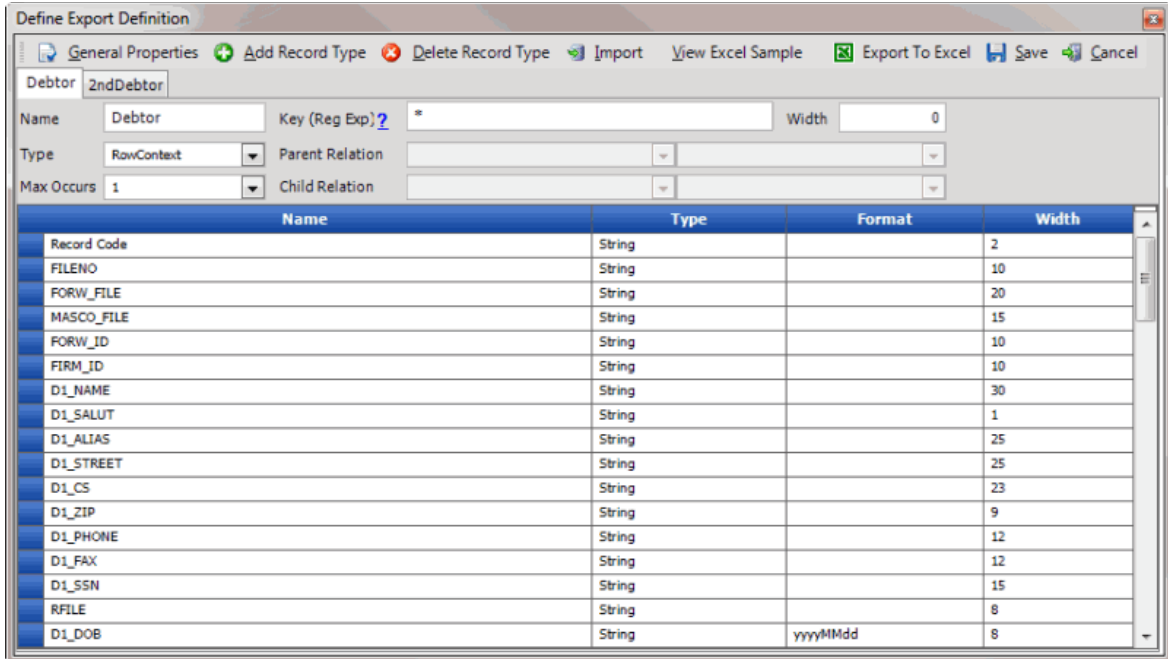 Define Export Definition
General Properties Add Record Type Delete Record Type Import View Excel Sample Export To Excel Save Cancel
Debtor 2ndDebtor
Name Debtor Key (Reg Exp) ? * Width 0
Type RowContext Parent Relation
Max Occurs 1 Child Relation
Name Type Format Width
Record Code String 2
FILENO String 10
FORW_FILE String 20
MASCO_FILE String 15
FORW_ID String 10
FIRM_ID String 10
D1_NAME String 30
D1_SALUT String 1
D1_ALIAS String 25
D1_STREET String 25
D1_CS String 23
D1_ZIP String 9
D1_PHONE String 12
D1_FAX String 12
D1_SSN String 15
RFILE String 8
D1_DOB String yyyyMMdd 8